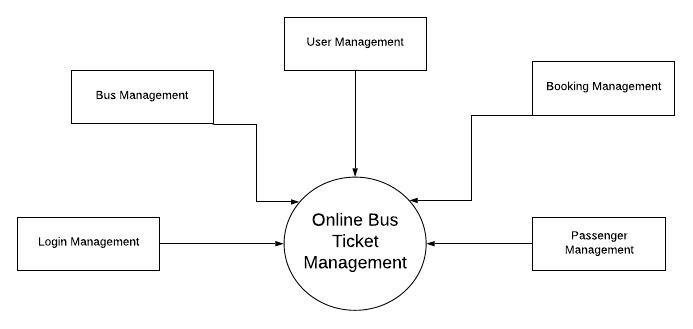 User Management
Bus Management
Booking Management
Online Bus
Ticket
Management
Login Management
Passenger
Management